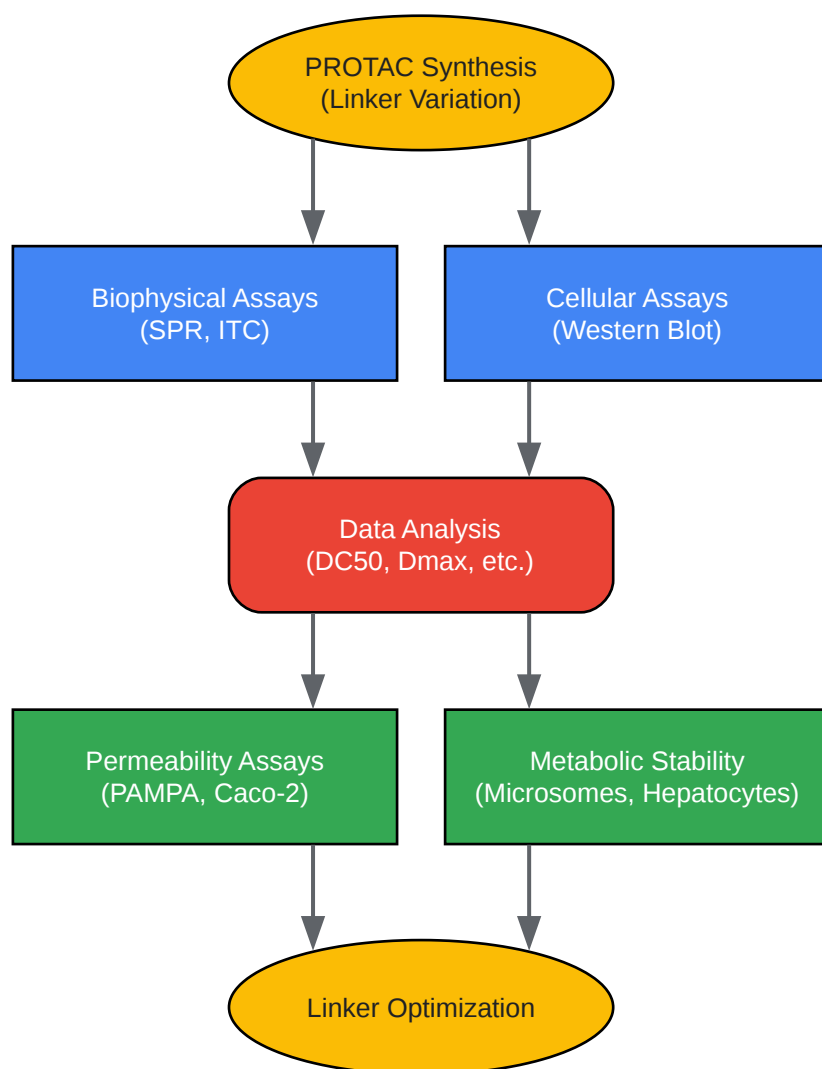 PROTAC Synthesis
(Linker Variation)
Biophysical Assays
(SPR, ITC)
Cellular Assays
(Western Blot)
Data Analysis
(DC50, Dmax, etc.)
Permeability Assays
(PAMPA, Caco-2)
Metabolic Stability
(Microsomes, Hepatocytes)
Linker Optimization